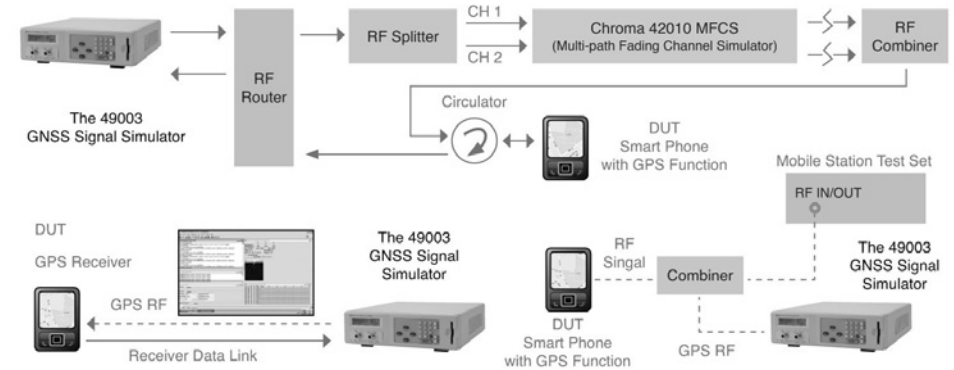 CH 1
RF Splitter
CH 2
Chroma 42010 MFCS
(Multi-path Fading Channel Simulator)
RF
Combiner
RF
Router
The 49003
GNSS Signal Simulator
Circulator
DUT
Smart Phone
with GPS Function
Mobile Station Test Set
RF IN/OUT
DUT
GPS Receiver
GPS RF
Receiver Data Link
The 49003
GNSS Signal
Simulator
RF
Singal
Combiner
DUT
Smart Phone
with GPS Function
GPS RF
The 49003
GNSS Signal
Simulator